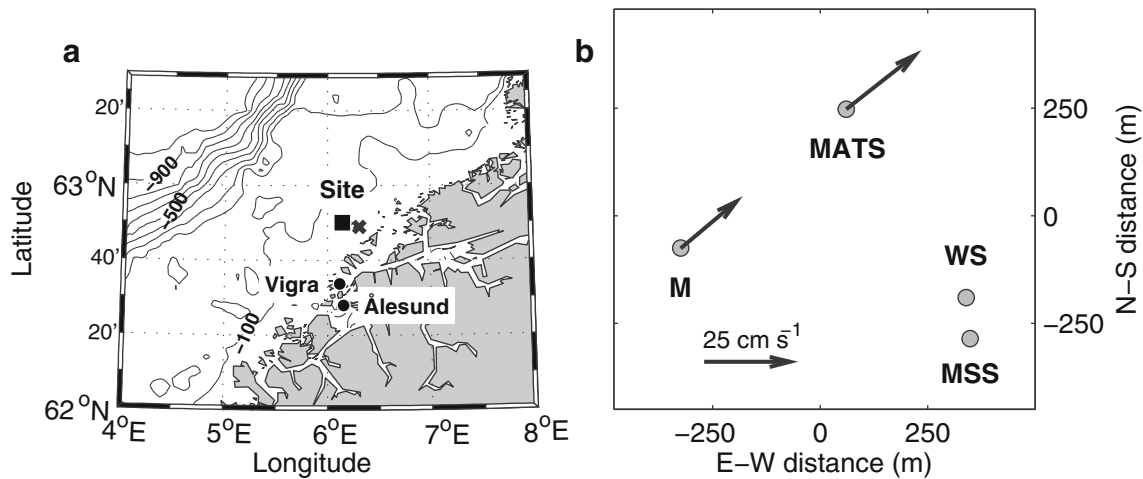 a
20'
−900
−500
63°N
Site
Latitude
40'
Vigra
Ålesund
20'
−100
62°N
4°E
5°E
6°E
7°E
8°E
Longitude
b
MATS
250
M
0
WS
25 cm s⁻¹
−250
MSS
N−S distance (m)
−250
0
250
E−W distance (m)